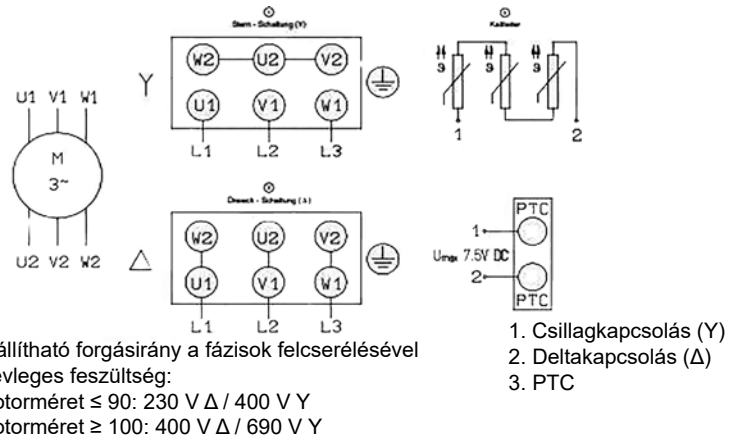 Stern - Schaltung (Y)
Kaltleiter
W2 U2 V2
Y
U1 V1 W1
L1 L2 L3
U1 V1 W1
M
3~
U2 V2 W2
ϑ ϑ ϑ
1 2
Dreieck - Schaltung (Δ)
W2 U2 V2
Δ
U1 V1 W1
L1 L2 L3
PTC
1
Umax 7.5V DC
2
PTC
állítható forgásirány a fázisok felcserélésével
évleges feszültség:
otorméret ≤ 90: 230 V Δ / 400 V Y
otorméret ≥ 100: 400 V Δ / 690 V Y
1. Csillagkapcsolás (Y)
2. Deltakapcsolás (Δ)
3. PTC